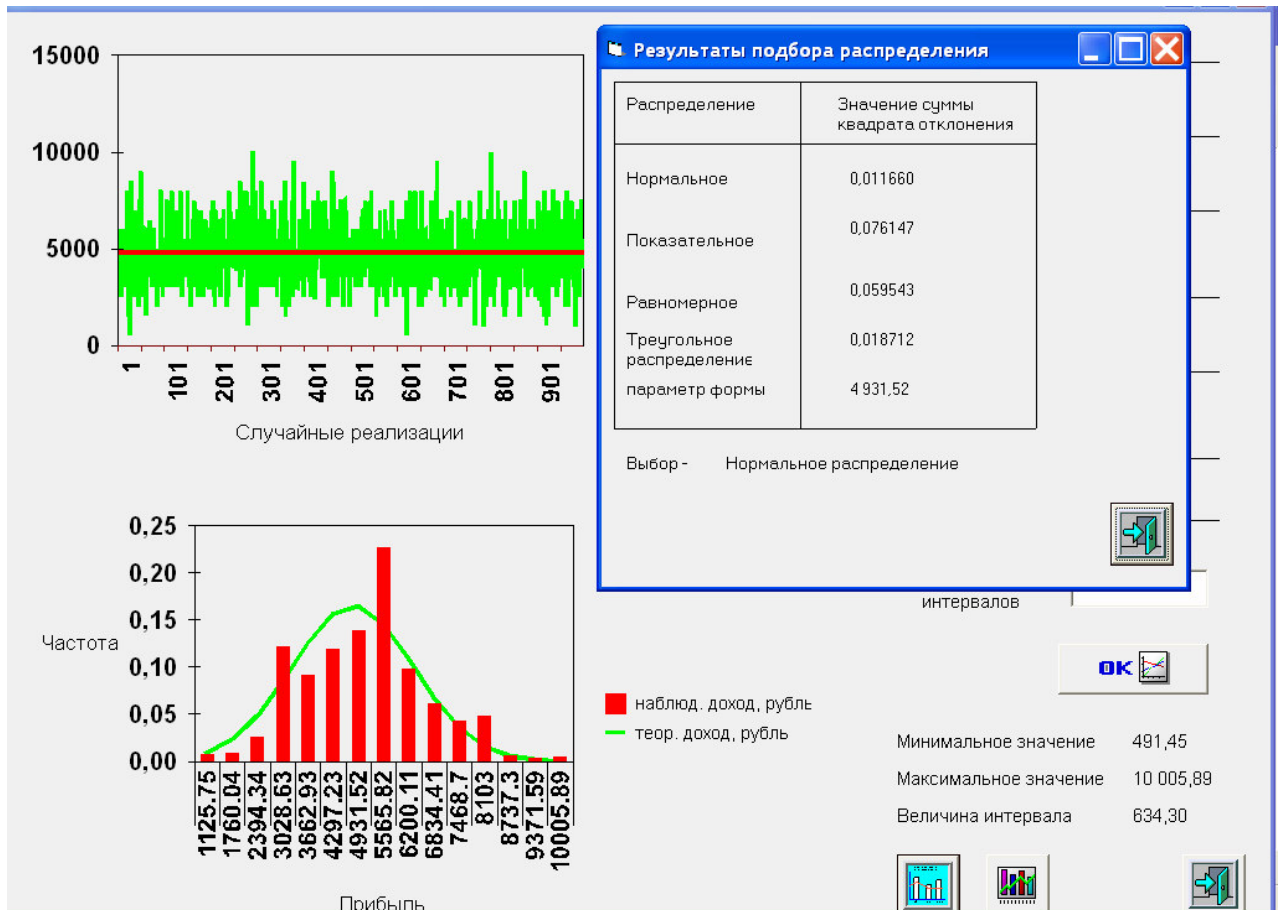 15000
10000
5000
0
1
101
201
301
401
501
601
701
801
901
Случайные реализации
Результаты подбора распределения
Распределение Значение суммы
квадрата отклонения
Нормальное 0,011660
Показательное 0,076147
Равномерное 0,059543
Треугольное 0,018712
распределение
параметр формы 4 931,52
Выбор - Нормальное распределение
0,25
0,20
0,15
0,10
0,05
0,00
Частота
1125.75
1760.04
2394.34
3028.63
3662.93
4297.23
4931.52
5565.82
6200.11
6834.41
7468.7
8103
8737.3
9371.59
10005.89
Прибыль
наблюд. доход, рубль
теор. доход, рубль
интервалов
ок
Минимальное значение 491,45
Максимальное значение 10 005,89
Величина интервала 634,30